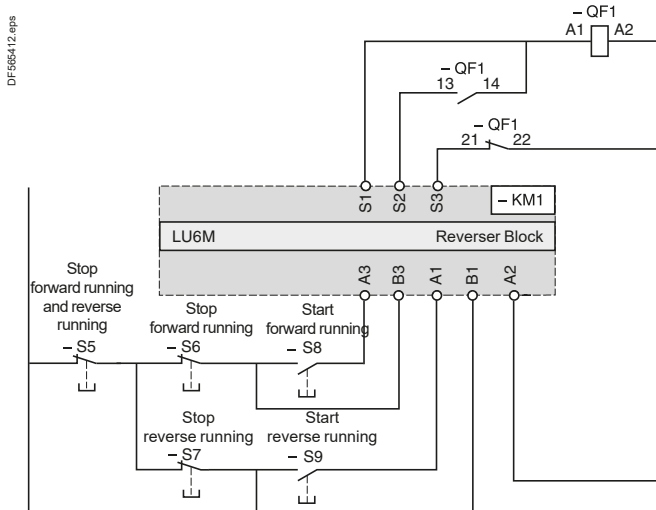 DF565412.eps
– QF1
A1 A2
– QF1
13 14
– QF1
21 22
S1
S2
S3
– KM1
LU6M
Reverser Block
A3
B3
A1
B1
A2
Stop
forward running
and reverse
running
– S5
Stop
forward running
– S6
Start
forward running
– S8
Stop
reverse running
– S7
Start
reverse running
– S9